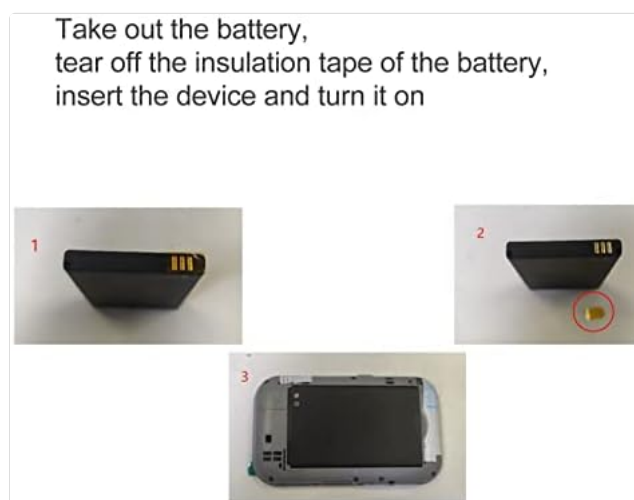 Take out the battery,
tear off the insulation tape of the battery,
insert the device and turn it on
1
2
3